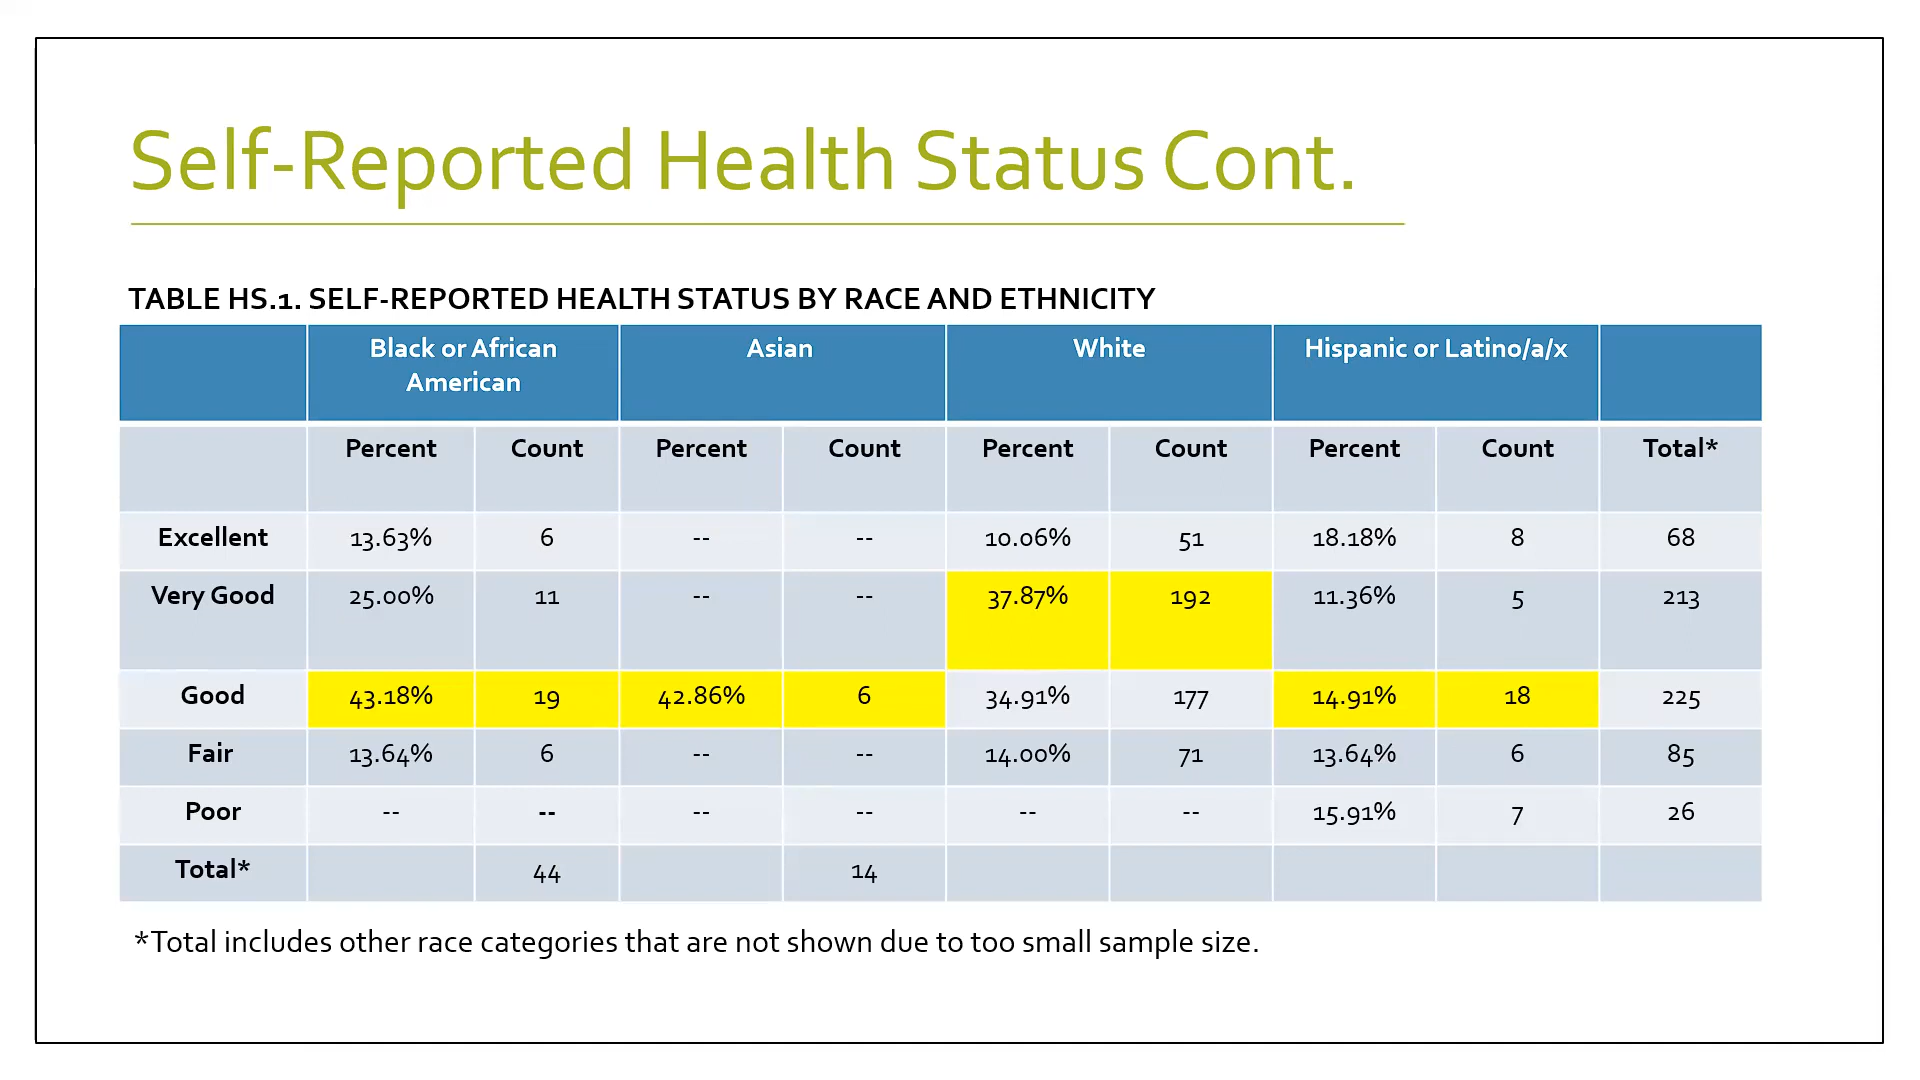 Self-Reported Health Status Cont.
TABLE HS.1. SELF-REPORTED HEALTH STATUS BY RACE AND ETHNICITY
Black or African American Asian White Hispanic or Latino/a/x
Percent Count Percent Count Percent Count Percent Count Total*
Excellent 13.63% 6 -- -- 10.06% 51 18.18% 8 68
Very Good 25.00% 11 -- -- 37.87% 192 11.36% 5 213
Good 43.18% 19 42.86% 6 34.91% 177 14.91% 18 225
Fair 13.64% 6 -- -- 14.00% 71 13.64% 6 85
Poor -- -- -- -- -- -- 15.91% 7 26
Total* 44 14
*Total includes other race categories that are not shown due to too small sample size.